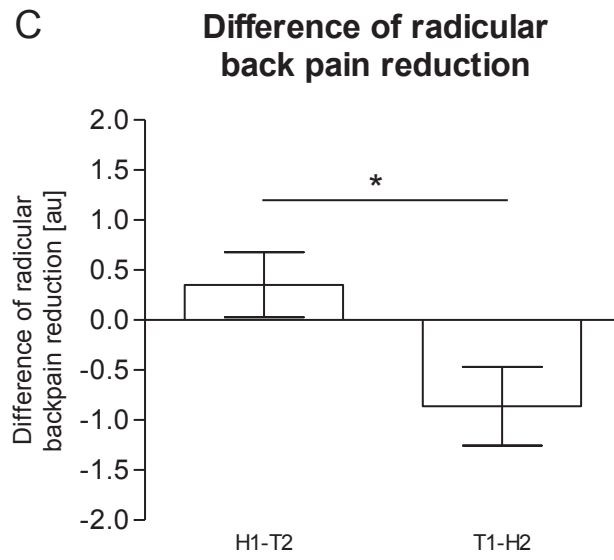 C
Difference of radicular
back pain reduction
Difference of radicular
backpain reduction [au]
2.0
1.5
1.0
0.5
0.0
-0.5
-1.0
-1.5
-2.0
*
H1-T2
T1-H2